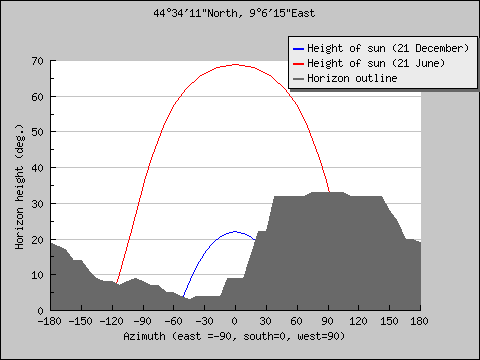 44°34'11"North, 9°6'15"East
Height of sun (21 December)
Height of sun (21 June)
Horizon outline
Horizon height (deg.)
70
60
50
40
30
20
10
0
-180 -150 -120 -90 -60 -30 0 30 60 90 120 150 180
Azimuth (east =-90, south=0, west=90)